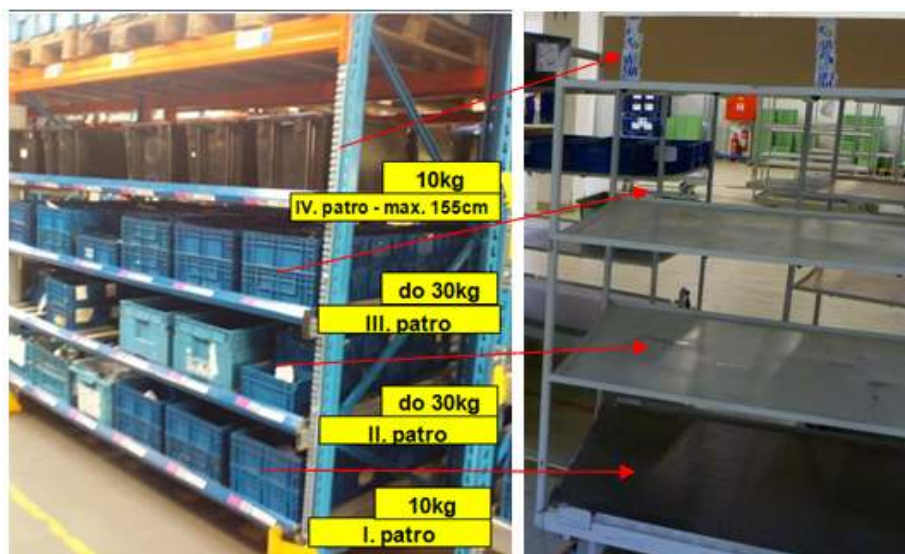 10kg
IV. patro - max. 155cm
do 30kg
III. patro
do 30kg
II. patro
10kg
I. patro